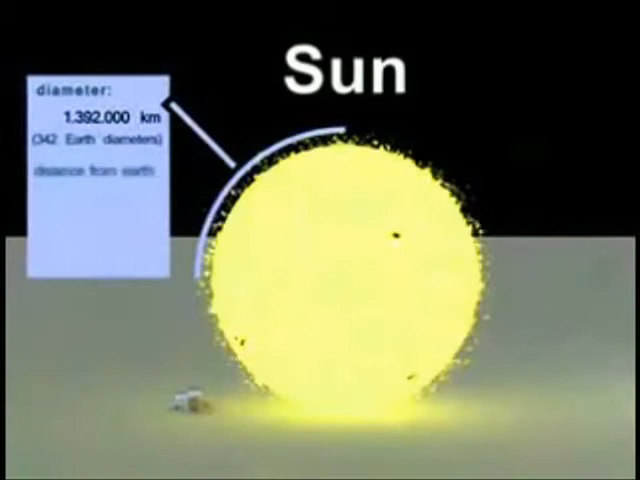 Sun
diameter:
1.392.000 km
(342 Earth diameters)
distance from earth